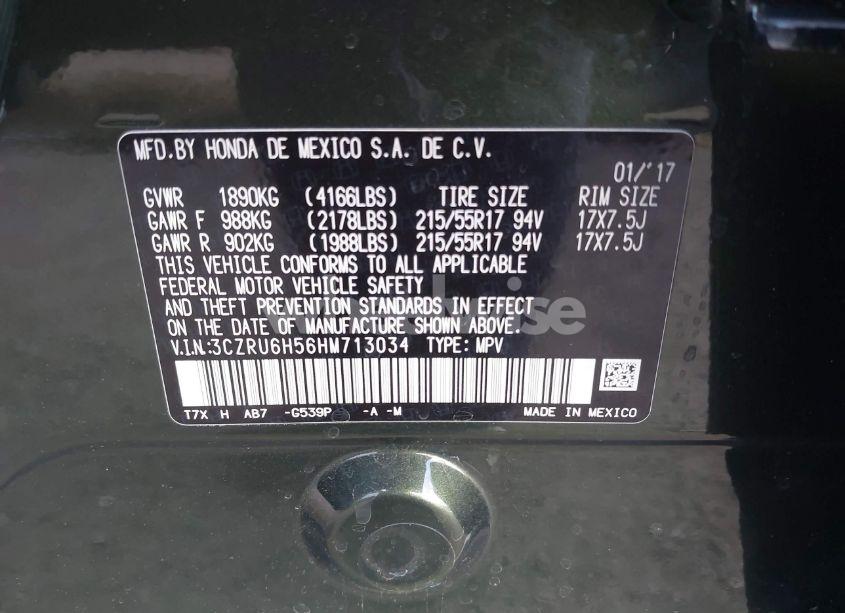 MFD.BY HONDA DE MEXICO S.A. DE C.V.
01/'17
GVWR 1890KG (4166LBS) TIRE SIZE RIM SIZE
GAWR F 988KG (2178LBS) 215/55R17 94V 17X7.5J
GAWR R 902KG (1988LBS) 215/55R17 94V 17X7.5J
THIS VEHICLE CONFORMS TO ALL APPLICABLE
FEDERAL MOTOR VEHICLE SAFETY
AND THEFT PREVENTION STANDARDS IN EFFECT
ON THE DATE OF MANUFACTURE SHOWN ABOVE.
V.I.N.:3CZRU6H56HM713034 TYPE: MPV
T7X H AB7 -G539P -A -M MADE IN MEXICO